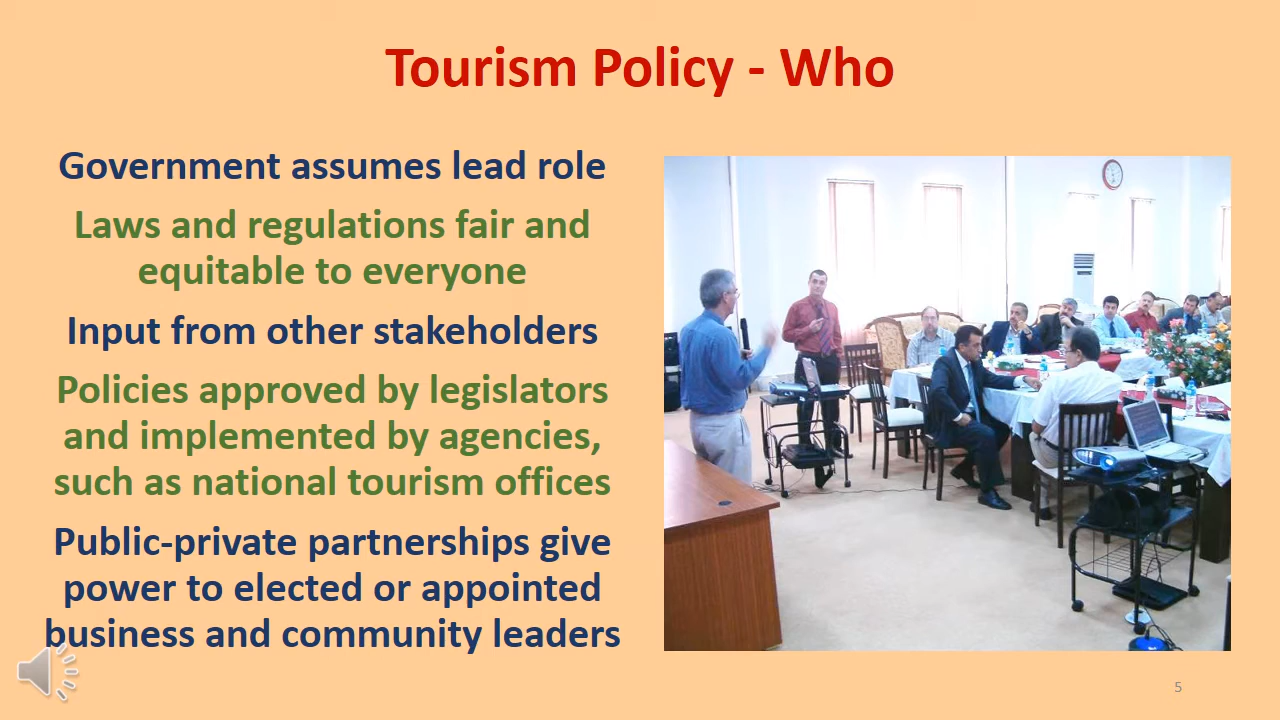 Tourism Policy - Who
Government assumes lead role
Laws and regulations fair and
equitable to everyone
Input from other stakeholders
Policies approved by legislators
and implemented by agencies,
such as national tourism offices
Public-private partnerships give
power to elected or appointed
business and community leaders
5